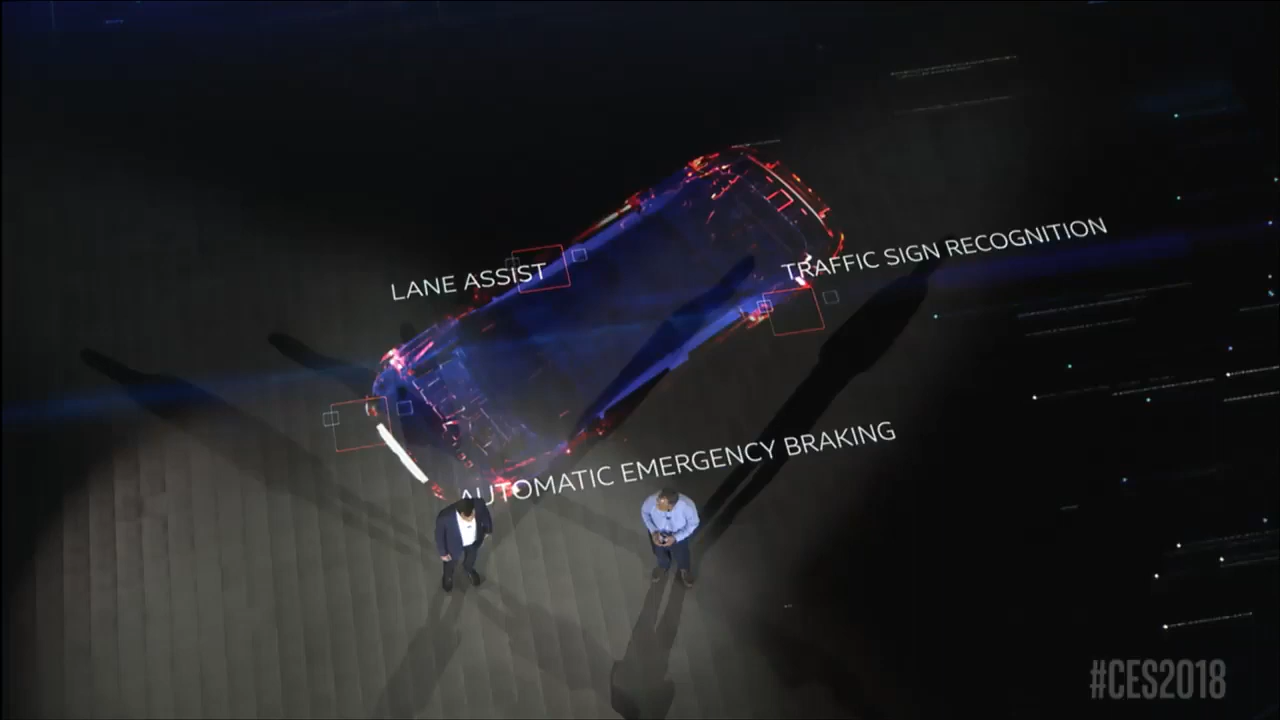 TRAFFIC SIGN RECOGNITION
LANE ASSIST
AUTOMATIC EMERGENCY BRAKING
#CES2018